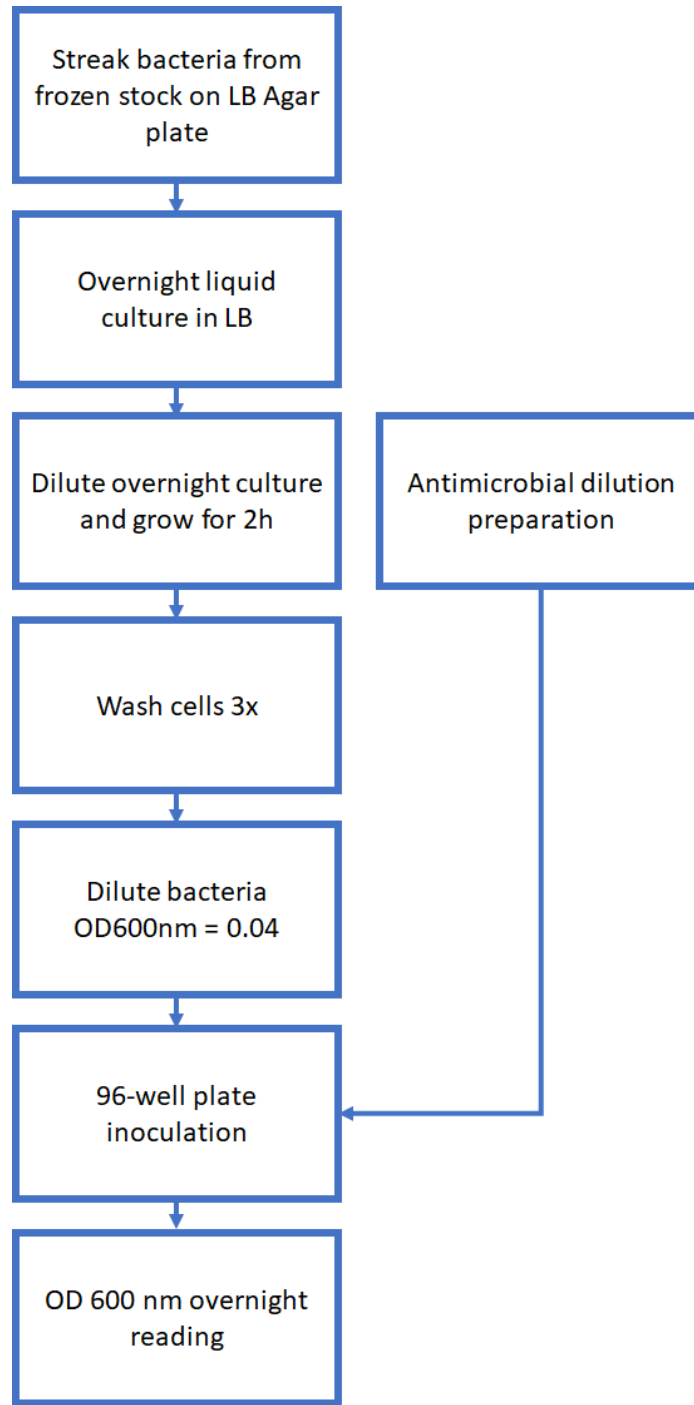 Streak bacteria from
frozen stock on LB Agar
plate
Overnight liquid
culture in LB
Dilute overnight culture
and grow for 2h
Antimicrobial dilution
preparation
Wash cells 3x
Dilute bacteria
OD600nm = 0.04
96-well plate
inoculation
OD 600 nm overnight
reading